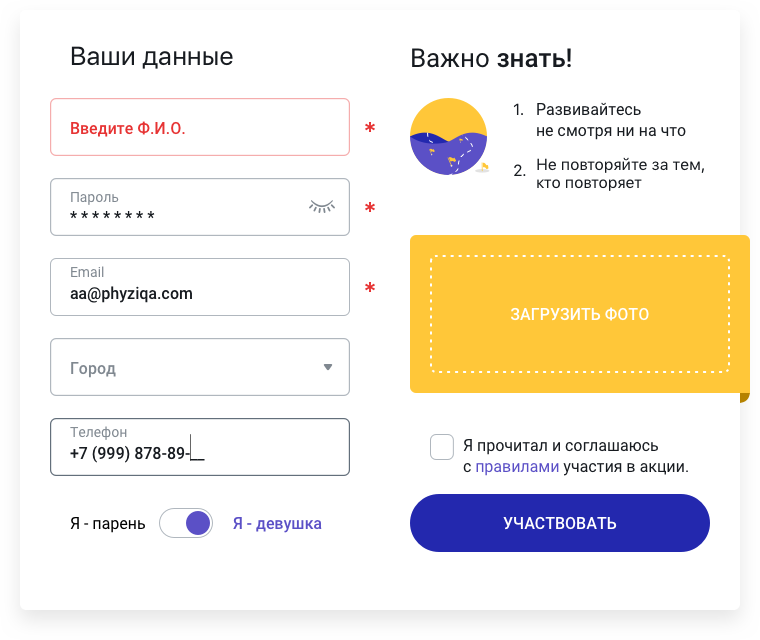 Ваши данные
Введите Ф.И.О.
*
Пароль
* * * * * * * *
*
Email
aa@phyziqa.com
*
Город
Телефон
+7 (999) 878-89-__
Я - парень
Я - девушка
Важно знать!
1. Развивайтесь
не смотря ни на что
2. Не повторяйте за тем,
кто повторяет
ЗАГРУЗИТЬ ФОТО
Я прочитал и соглашаюсь
с правилами участия в акции.
УЧАСТВОВАТЬ